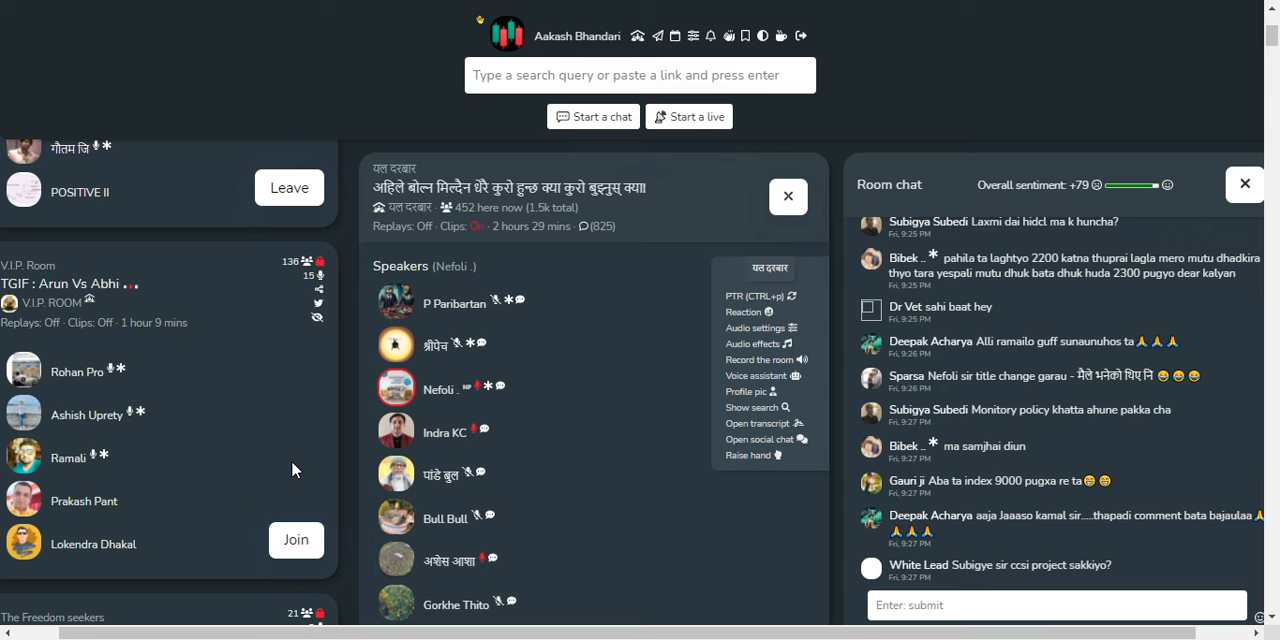 Aakash Bhandari
Type a search query or paste a link and press enter
Start a chat
Start a live
गौतम जि
POSITIVE II
Leave
V.I.P. Room
136
15
TGIF : Arun Vs Abhi
V.I.P. ROOM
Replays: Off · Clips: Off · 1 hour 9 mins
Rohan Pro
Ashish Uprety
Ramali
Prakash Pant
Lokendra Dhakal
Join
The Freedom seekers
21
यल दरबार
अहिले बोल्न मिल्दैन धेरै कुरो हुन्छ क्या कुरो बुझ्नुस् क्या॥
यल दरबार · 452 here now (1.5k total)
Replays: Off · Clips: On · 2 hours 29 mins · (825)
Speakers (Nefoli .)
P Paribartan
श्रीपेच
Nefoli . NP
Indra KC
पांडे बुल
Bull Bull
अशेस आशा
Gorkhe Thito
यल दरबार
PTR (CTRL+p)
Reaction
Audio settings
Audio effects
Record the room
Voice assistant
Profile pic
Show search
Open transcript
Open social chat
Raise hand
Room chat
Overall sentiment: +79
Subigya Subedi Laxmi dai hidcl ma k huncha?
Fri, 9:25 PM
Bibek .. * pahila ta laghtyo 2200 katna thuprai lagla mero mutu dhadkira
thyo tara yespali mutu dhuk bata dhuk huda 2300 pugyo dear kalyan
Fri, 9:25 PM
Dr Vet sahi baat hey
Fri, 9:25 PM
Deepak Acharya Alli ramailo guff sunaunuhos ta🙏🙏🙏
Fri, 9:26 PM
Sparsa Nefoli sir title change garau - मैले भनेको थिए नि 😄😄😄
Fri, 9:26 PM
Subigya Subedi Monitory policy khatta ahune pakka cha
Fri, 9:27 PM
Bibek .. * ma samjhai diun
Fri, 9:27 PM
Gauri ji Aba ta index 9000 pugxa re ta😁😁
Fri, 9:27 PM
Deepak Acharya aaja Jaaaso kamal sir.....thapadi comment bata bajaulaa🙏
🙏🙏🙏
Fri, 9:27 PM
White Lead Subigye sir ccsi project sakkiyo?
Fri, 9:27 PM
Enter: submit